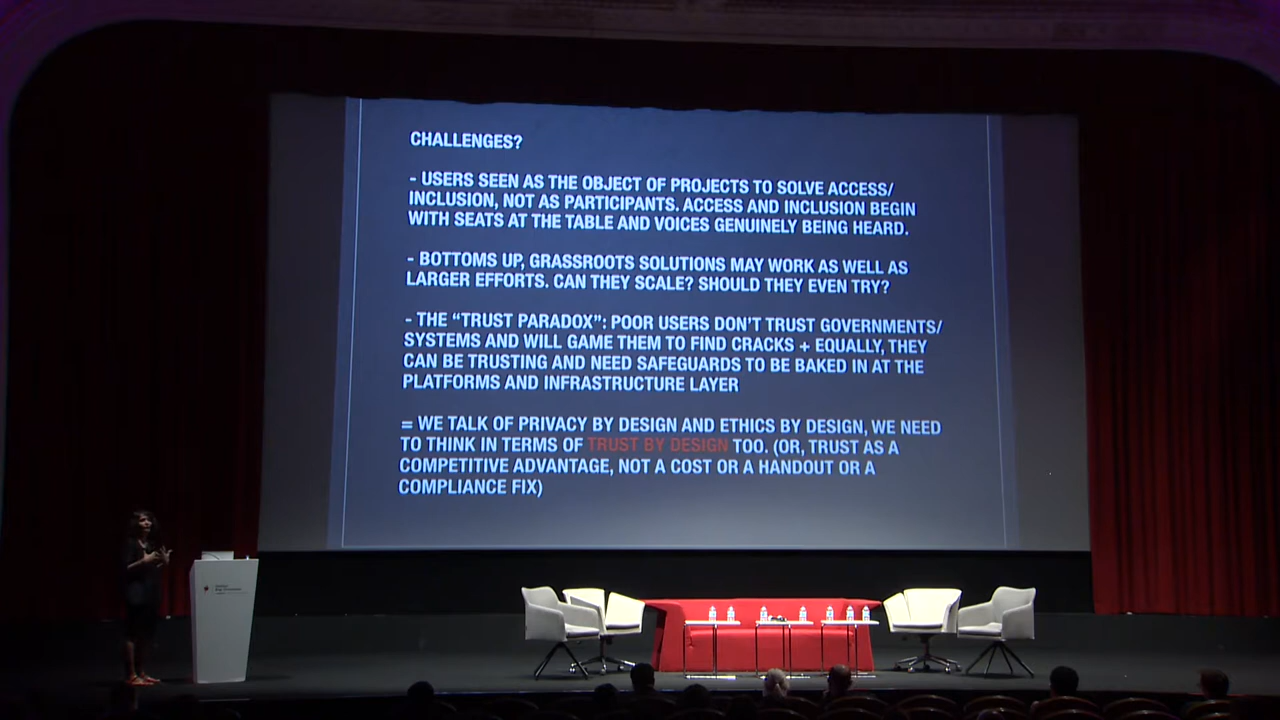 CHALLENGES?
- USERS SEEN AS THE OBJECT OF PROJECTS TO SOLVE ACCESS/
INCLUSION, NOT AS PARTICIPANTS. ACCESS AND INCLUSION BEGIN
WITH SEATS AT THE TABLE AND VOICES GENUINELY BEING HEARD.
- BOTTOMS UP, GRASSROOTS SOLUTIONS MAY WORK AS WELL AS
LARGER EFFORTS. CAN THEY SCALE? SHOULD THEY EVEN TRY?
- THE “TRUST PARADOX”: POOR USERS DON’T TRUST GOVERNMENTS/
SYSTEMS AND WILL GAME THEM TO FIND CRACKS + EQUALLY, THEY
CAN BE TRUSTING AND NEED SAFEGUARDS TO BE BAKED IN AT THE
PLATFORMS AND INFRASTRUCTURE LAYER
= WE TALK OF PRIVACY BY DESIGN AND ETHICS BY DESIGN, WE NEED
TO THINK IN TERMS OF TRUST BY DESIGN TOO. (OR, TRUST AS A
COMPETITIVE ADVANTAGE, NOT A COST OR A HANDOUT OR A
COMPLIANCE FIX)